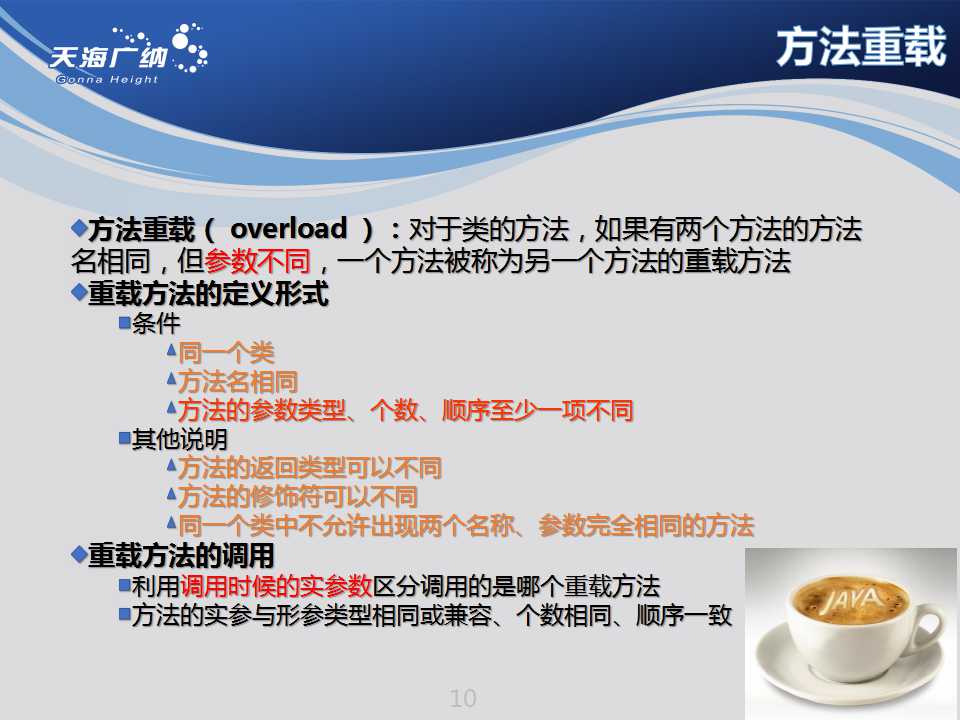 天海广纳
Gonna Height
方法重载
方法重载（ overload ）：对于类的方法，如果有两个方法的方法
名相同，但参数不同，一个方法被称为另一个方法的重载方法
重载方法的定义形式
条件
同一个类
方法名相同
方法的参数类型、个数、顺序至少一项不同
其他说明
方法的返回类型可以不同
方法的修饰符可以不同
同一个类中不允许出现两个名称、参数完全相同的方法
重载方法的调用
利用调用时候的实参数区分调用的是哪个重载方法
方法的实参与形参类型相同或兼容、个数相同、顺序一致
JAVA
10